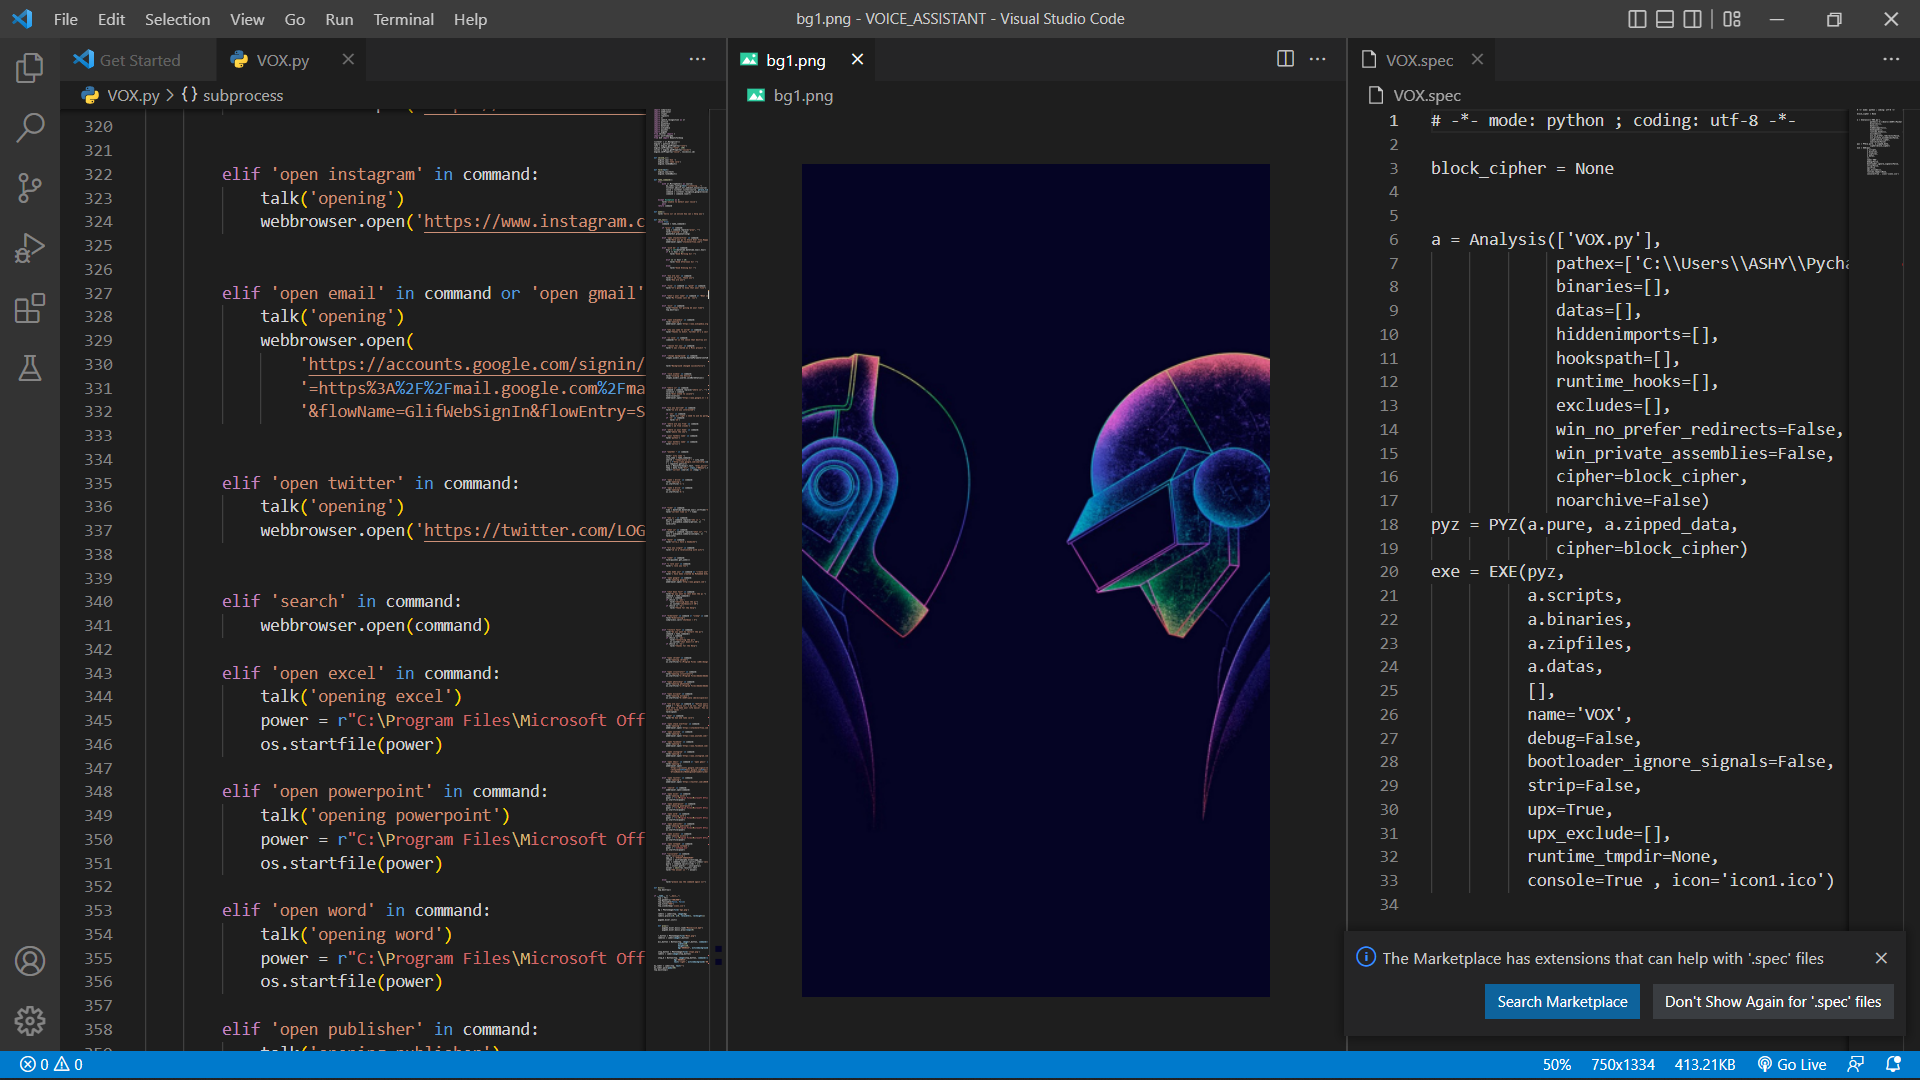 File Edit Selection View Go Run Terminal Help
bg1.png - VOICE_ASSISTANT - Visual Studio Code
Get Started
VOX.py
VOX.py > {} subprocess
320
321
322 elif 'open instagram' in command:
323 talk('opening')
324 webbrowser.open('https://www.instagram.c
325
326
327 elif 'open email' in command or 'open gmail'
328 talk('opening')
329 webbrowser.open(
330 'https://accounts.google.com/signin/
331 '=https%3A%2F%2Fmail.google.com%2Fma
332 '&flowName=GlifWebSignIn&flowEntry=S
333
334
335 elif 'open twitter' in command:
336 talk('opening')
337 webbrowser.open('https://twitter.com/LOG
338
339
340 elif 'search' in command:
341 webbrowser.open(command)
342
343 elif 'open excel' in command:
344 talk('opening excel')
345 power = r"C:\Program Files\Microsoft Off
346 os.startfile(power)
347
348 elif 'open powerpoint' in command:
349 talk('opening powerpoint')
350 power = r"C:\Program Files\Microsoft Off
351 os.startfile(power)
352
353 elif 'open word' in command:
354 talk('opening word')
355 power = r"C:\Program Files\Microsoft Off
356 os.startfile(power)
357
358 elif 'open publisher' in command:
bg1.png
bg1.png
VOX.spec
VOX.spec
1 # -*- mode: python ; coding: utf-8 -*-
2
3 block_cipher = None
4
5
6 a = Analysis(['VOX.py'],
7 pathex=['C:\\Users\\ASHY\\Pycha
8 binaries=[],
9 datas=[],
10 hiddenimports=[],
11 hookspath=[],
12 runtime_hooks=[],
13 excludes=[],
14 win_no_prefer_redirects=False,
15 win_private_assemblies=False,
16 cipher=block_cipher,
17 noarchive=False)
18 pyz = PYZ(a.pure, a.zipped_data,
19 cipher=block_cipher)
20 exe = EXE(pyz,
21 a.scripts,
22 a.binaries,
23 a.zipfiles,
24 a.datas,
25 [],
26 name='VOX',
27 debug=False,
28 bootloader_ignore_signals=False,
29 strip=False,
30 upx=True,
31 upx_exclude=[],
32 runtime_tmpdir=None,
33 console=True , icon='icon1.ico')
34
The Marketplace has extensions that can help with '.spec' files
Search Marketplace
Don't Show Again for '.spec' files
0 0
50% 750x1334 413.21KB Go Live